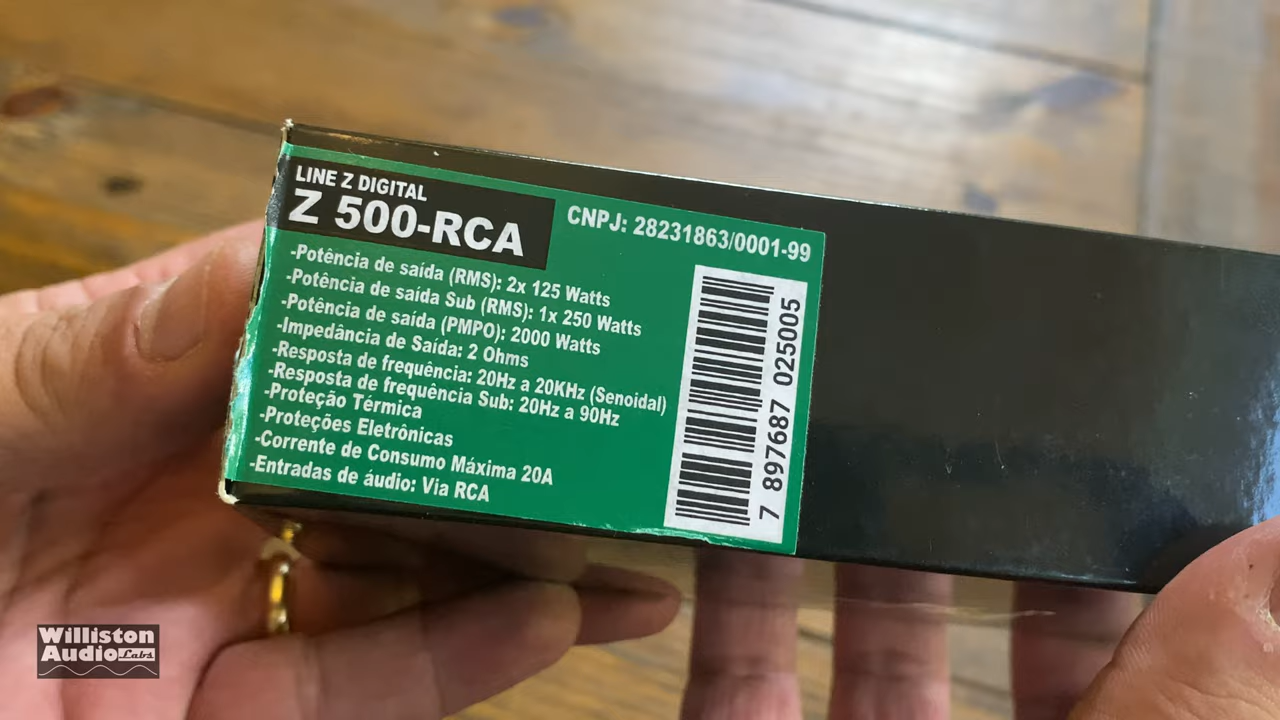 LINE Z DIGITAL
Z 500-RCA
CNPJ: 28231863/0001-99
-Potência de saída (RMS): 2x 125 Watts
-Potência de saída Sub (RMS): 1x 250 Watts
-Potência de saída (PMPO): 2000 Watts
-Impedância de Saída: 2 Ohms
-Resposta de frequência: 20Hz a 20KHz (Senoidal)
-Resposta de frequência Sub: 20Hz a 90Hz
-Proteção Térmica
-Proteções Eletrônicas
-Corrente de Consumo Máxima 20A
-Entradas de áudio: Via RCA
7 897687 025005
Williston
Audio Labs